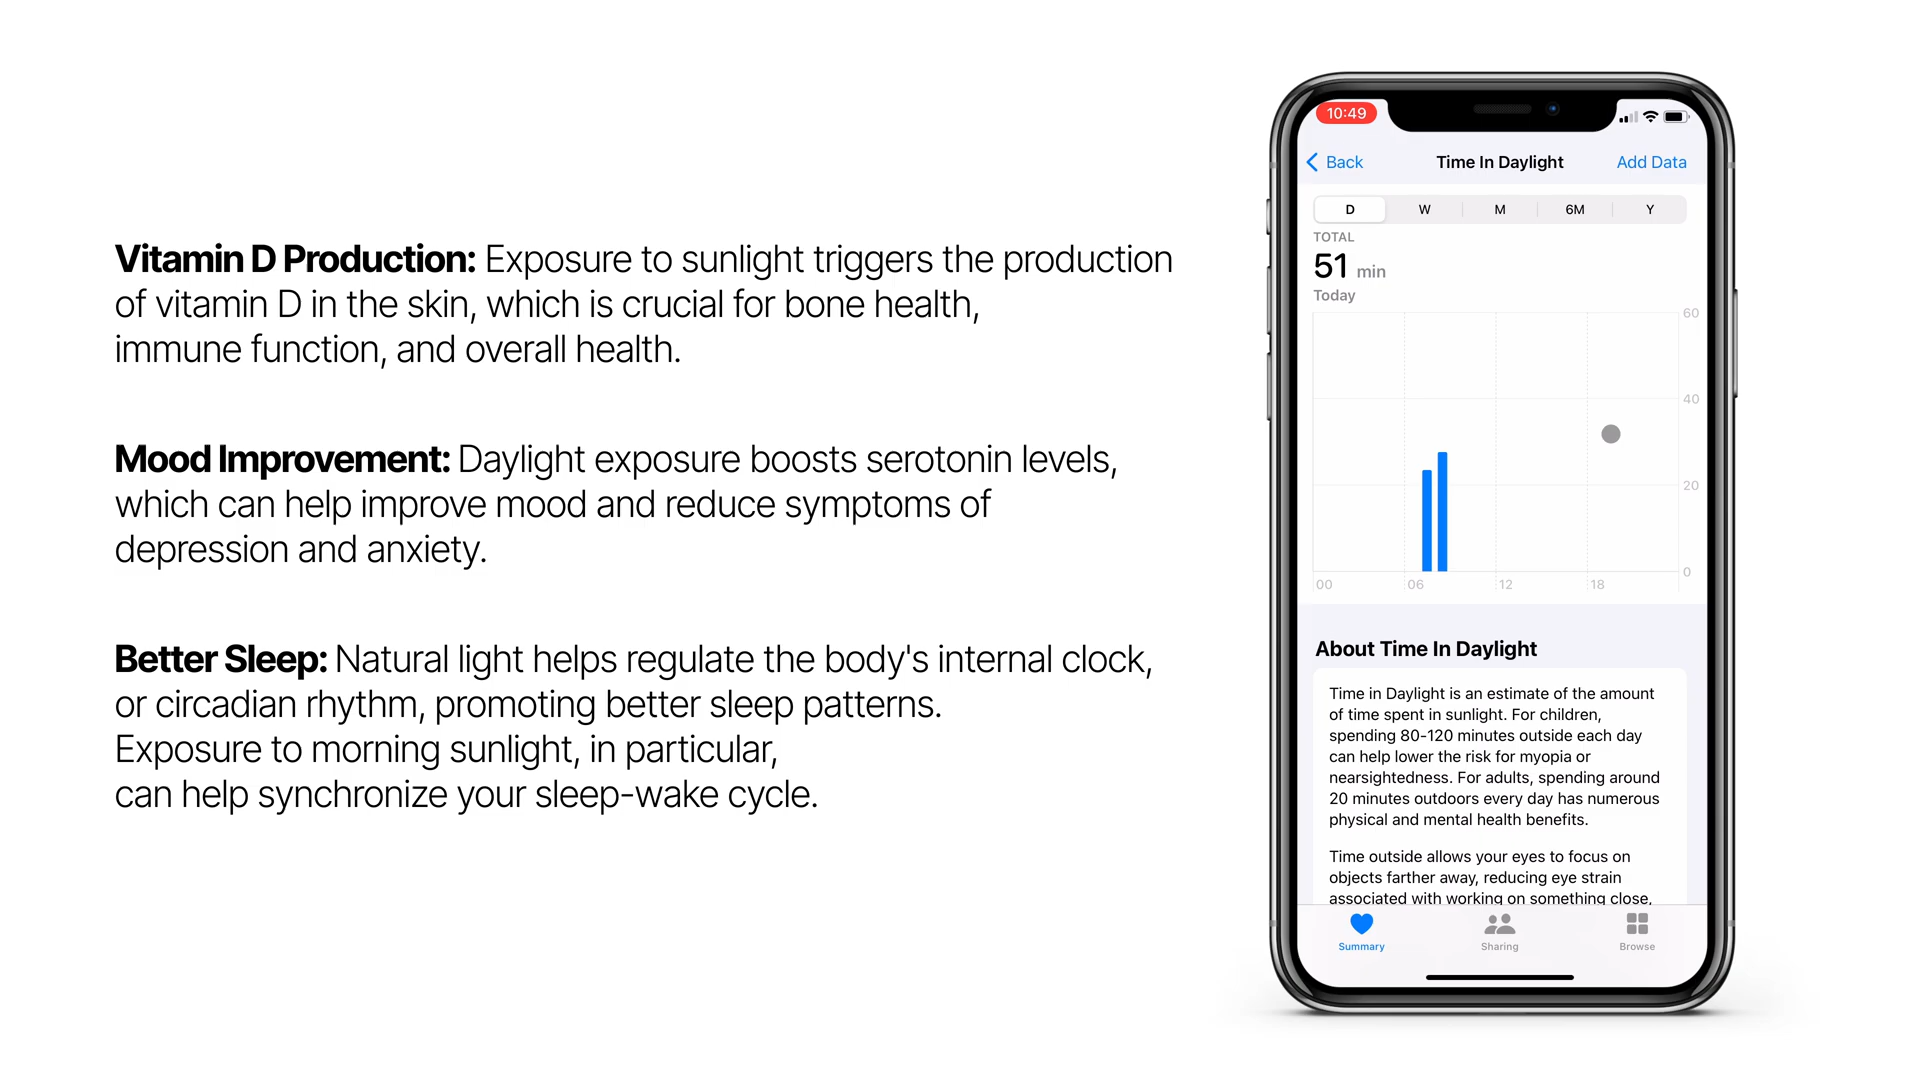 Vitamin D Production: Exposure to sunlight triggers the production
of vitamin D in the skin, which is crucial for bone health,
immune function, and overall health.
Mood Improvement: Daylight exposure boosts serotonin levels,
which can help improve mood and reduce symptoms of
depression and anxiety.
Better Sleep: Natural light helps regulate the body's internal clock,
or circadian rhythm, promoting better sleep patterns.
Exposure to morning sunlight, in particular,
can help synchronize your sleep-wake cycle.
10:49
Back Time In Daylight Add Data
D W M 6M Y
TOTAL
51 min
Today
60
40
20
0
00 06 12 18
About Time In Daylight
Time in Daylight is an estimate of the amount
of time spent in sunlight. For children,
spending 80-120 minutes outside each day
can help lower the risk for myopia or
nearsightedness. For adults, spending around
20 minutes outdoors every day has numerous
physical and mental health benefits.
Time outside allows your eyes to focus on
objects farther away, reducing eye strain
associated with working on something close,
Summary Sharing Browse